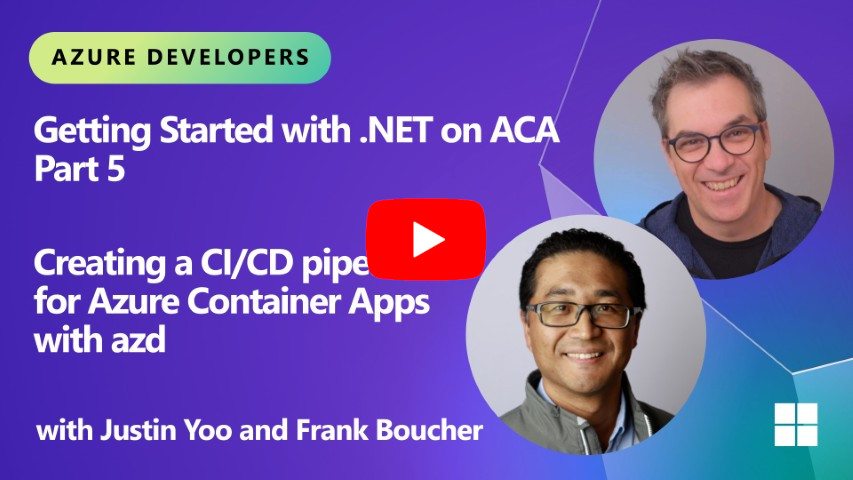 AZURE DEVELOPERS
Getting Started with .NET on ACA
Part 5
Creating a CI/CD
for Azure Container Apps
with azd
with Justin Yoo and Frank Boucher